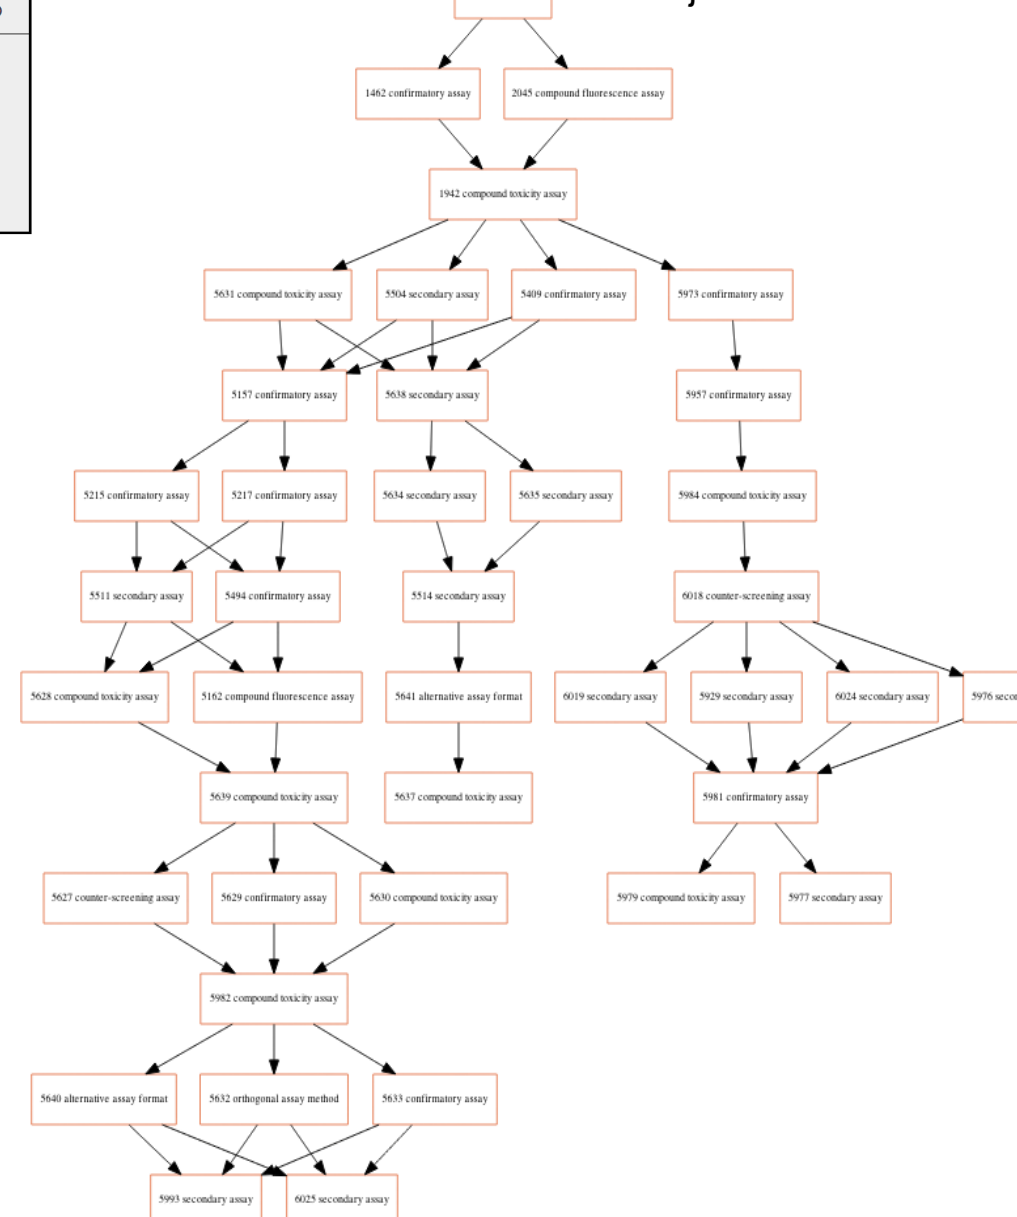 1462 confirmatory assay
2045 compound fluorescence assay
1942 compound toxicity assay
5631 compound toxicity assay
5504 secondary assay
5409 confirmatory assay
5973 confirmatory assay
5157 confirmatory assay
5638 secondary assay
5957 confirmatory assay
5215 confirmatory assay
5217 confirmatory assay
5634 secondary assay
5635 secondary assay
5984 compound toxicity assay
5511 secondary assay
5494 confirmatory assay
5514 secondary assay
6018 counter-screening assay
5628 compound toxicity assay
5162 compound fluorescence assay
5641 alternative assay format
6019 secondary assay
5929 secondary assay
6024 secondary assay
5976 secon
5639 compound toxicity assay
5637 compound toxicity assay
5981 confirmatory assay
5627 counter-screening assay
5629 confirmatory assay
5630 compound toxicity assay
5979 compound toxicity assay
5977 secondary assay
5982 compound toxicity assay
5640 alternative assay format
5632 orthogonal assay method
5633 confirmatory assay
5993 secondary assay
6025 secondary assay